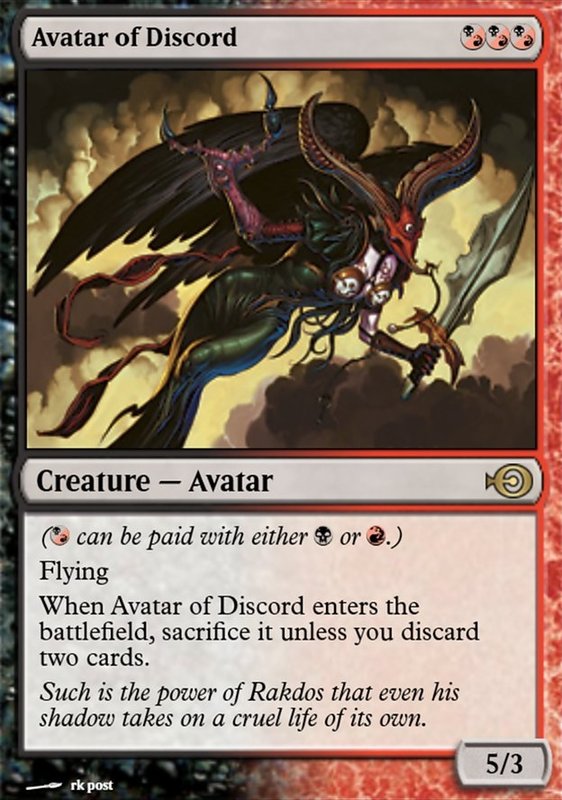 Avatar of Discord
Creature — Avatar
( can be paid with either or .)
Flying
When Avatar of Discord enters the
battlefield, sacrifice it unless you discard
two cards.
Such is the power of Rakdos that even his
shadow takes on a cruel life of its own.
5/3
rk post